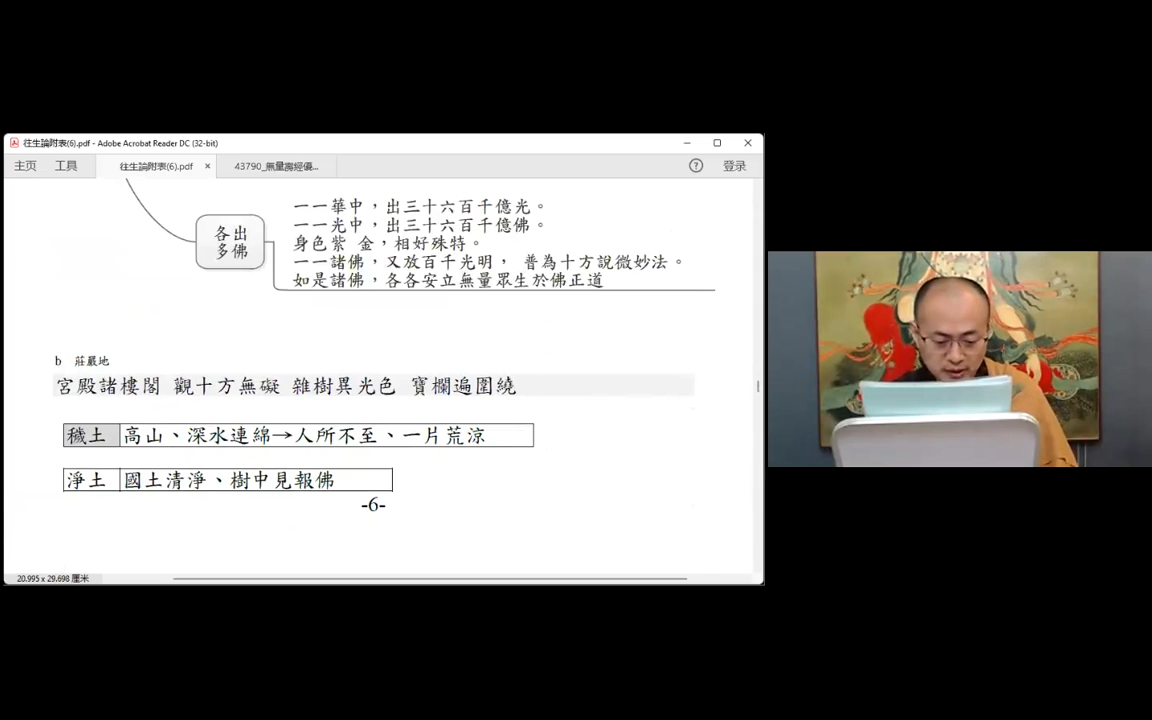 往生論附表(6).pdf - Adobe Acrobat Reader DC (32-bit)
主页 工具 往生論附表(6).pdf × 43790_無量壽經優... 登录
一一華中，出三十六百千億光。
一一光中，出三十六百千億佛。
各出多佛
身色紫 金，相好殊特。
一一諸佛，又放百千光明， 普為十方說微妙法。
如是諸佛，各各安立無量眾生於佛正道
b 莊嚴地
宮殿諸樓閣 觀十方無礙 雜樹異光色 寶欄遍圍繞
穢土 高山、深水連綿→人所不至、一片荒涼
淨土 國土清淨、樹中見報佛
-6-
20.995 x 29.698 厘米